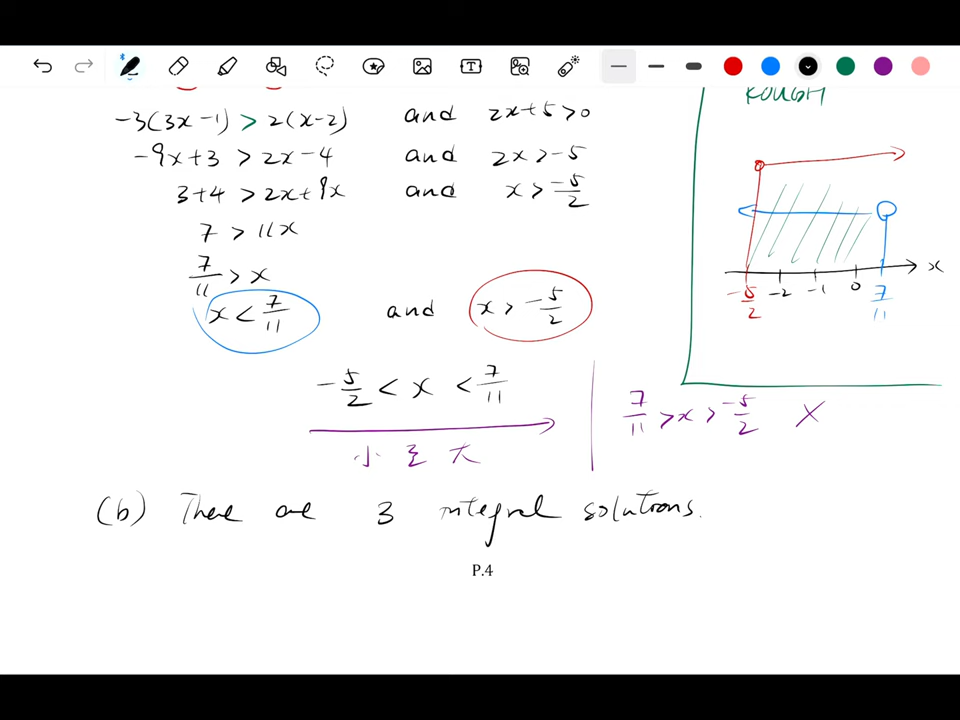 ROUGH
-3(3x-1) > 2(x-2) and 2x+5>0
-9x+3 > 2x-4 and 2x>-5
3+4 > 2x+9x and x > -5/2
7 > 11x
7/11 > x
x < 7/11 and x > -5/2
-5/2 -2 -1 0 7/11 x
-5/2 < x < 7/11
7/11 > x > -5/2 X
小至大
(b) There are 3 integral solutions.
P.4